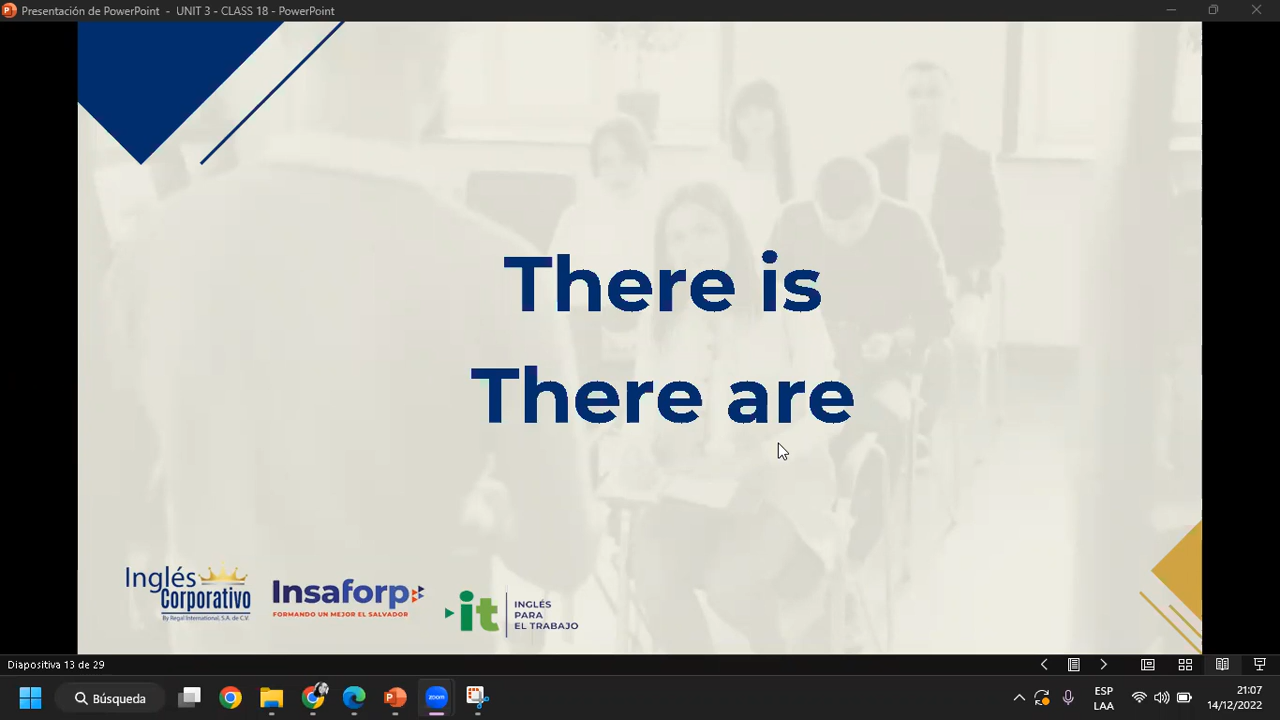 Presentación de PowerPoint - UNIT 3 - CLASS 18 - PowerPoint
There is
There are
Inglés
Corporativo
By Regal International, S.A. de C.V.
Insaforp
FORMANDO UN MEJOR EL SALVADOR
it
INGLÉS
PARA
EL TRABAJO
Diapositiva 13 de 29
Búsqueda
zoom
ESP
LAA
21:07
14/12/2022